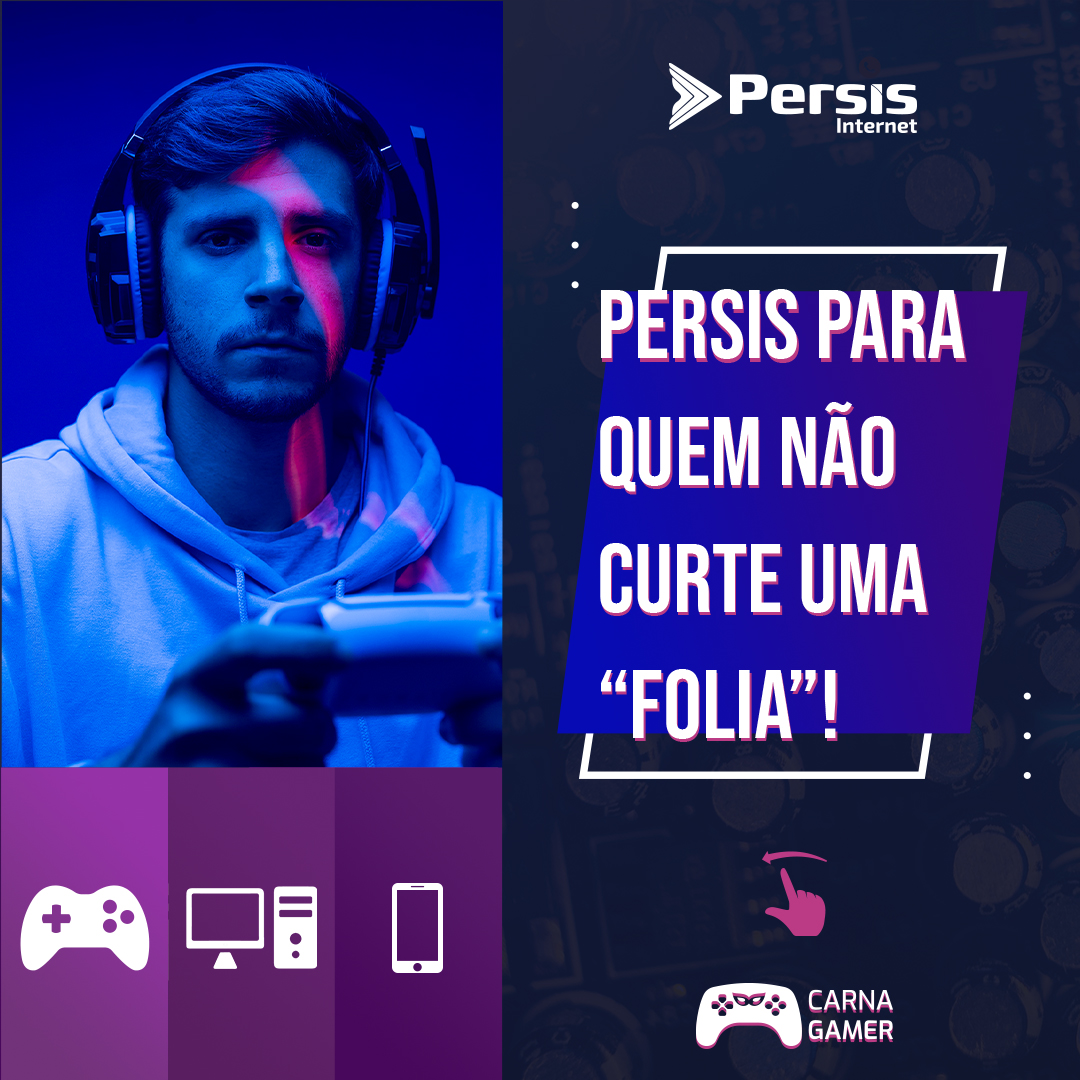 Persis
Internet
PERSIS PARA
QUEM NÃO
CURTE UMA
“FOLIA”!
CARNA
GAMER